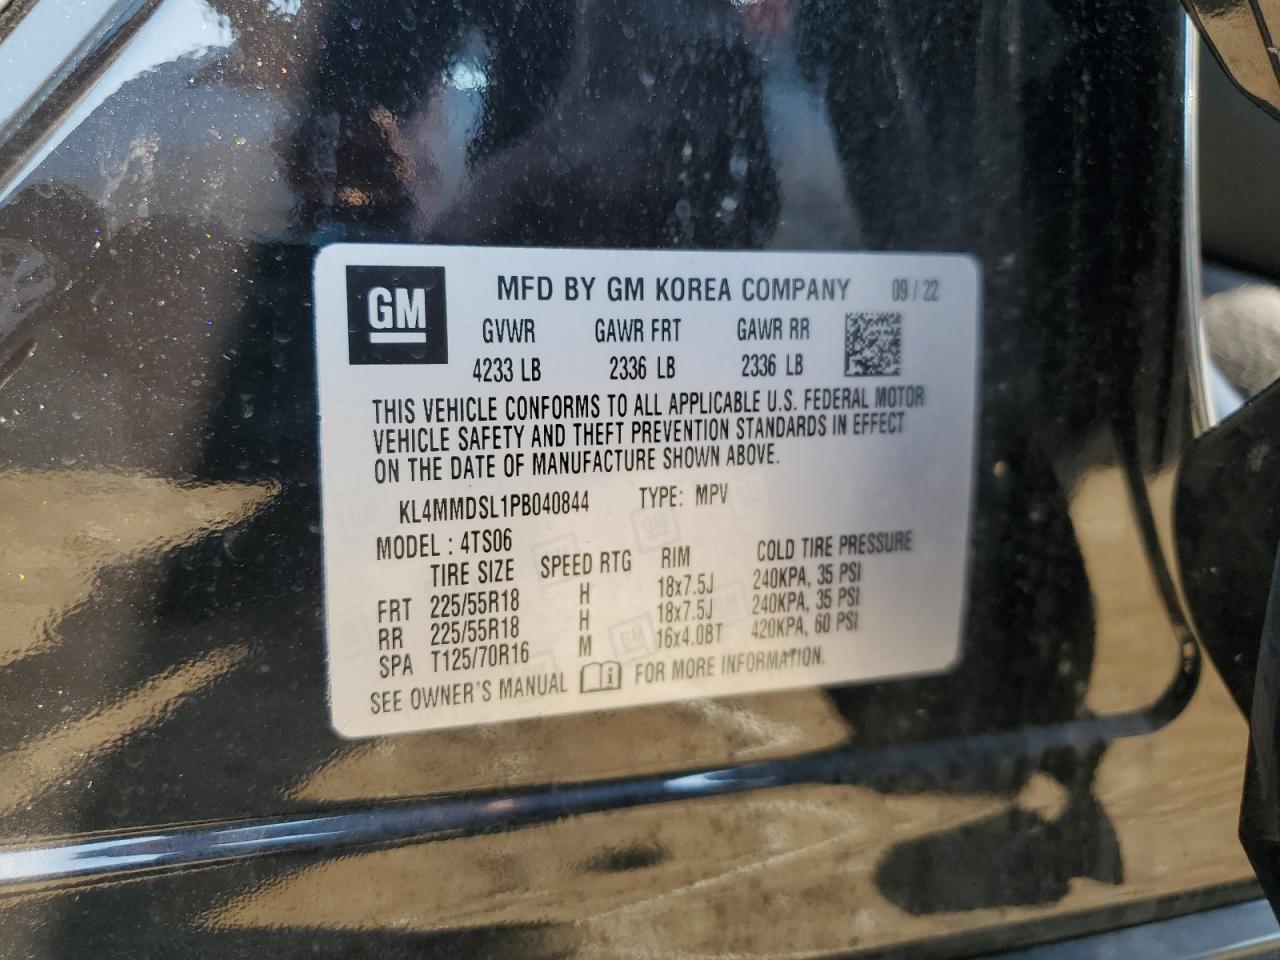 GM
MFD BY GM KOREA COMPANY 09 / 22
GVWR GAWR FRT GAWR RR
4233 LB 2336 LB 2336 LB
THIS VEHICLE CONFORMS TO ALL APPLICABLE U.S. FEDERAL MOTOR
VEHICLE SAFETY AND THEFT PREVENTION STANDARDS IN EFFECT
ON THE DATE OF MANUFACTURE SHOWN ABOVE.
KL4MMDSL1PB040844 TYPE: MPV
MODEL : 4TS06
TIRE SIZE SPEED RTG RIM COLD TIRE PRESSURE
FRT 225/55R18 H 18x7.5J 240KPA, 35 PSI
RR 225/55R18 H 18x7.5J 240KPA, 35 PSI
SPA T125/70R16 M 16x4.0BT 420KPA, 60 PSI
SEE OWNER'S MANUAL i FOR MORE INFORMATION.